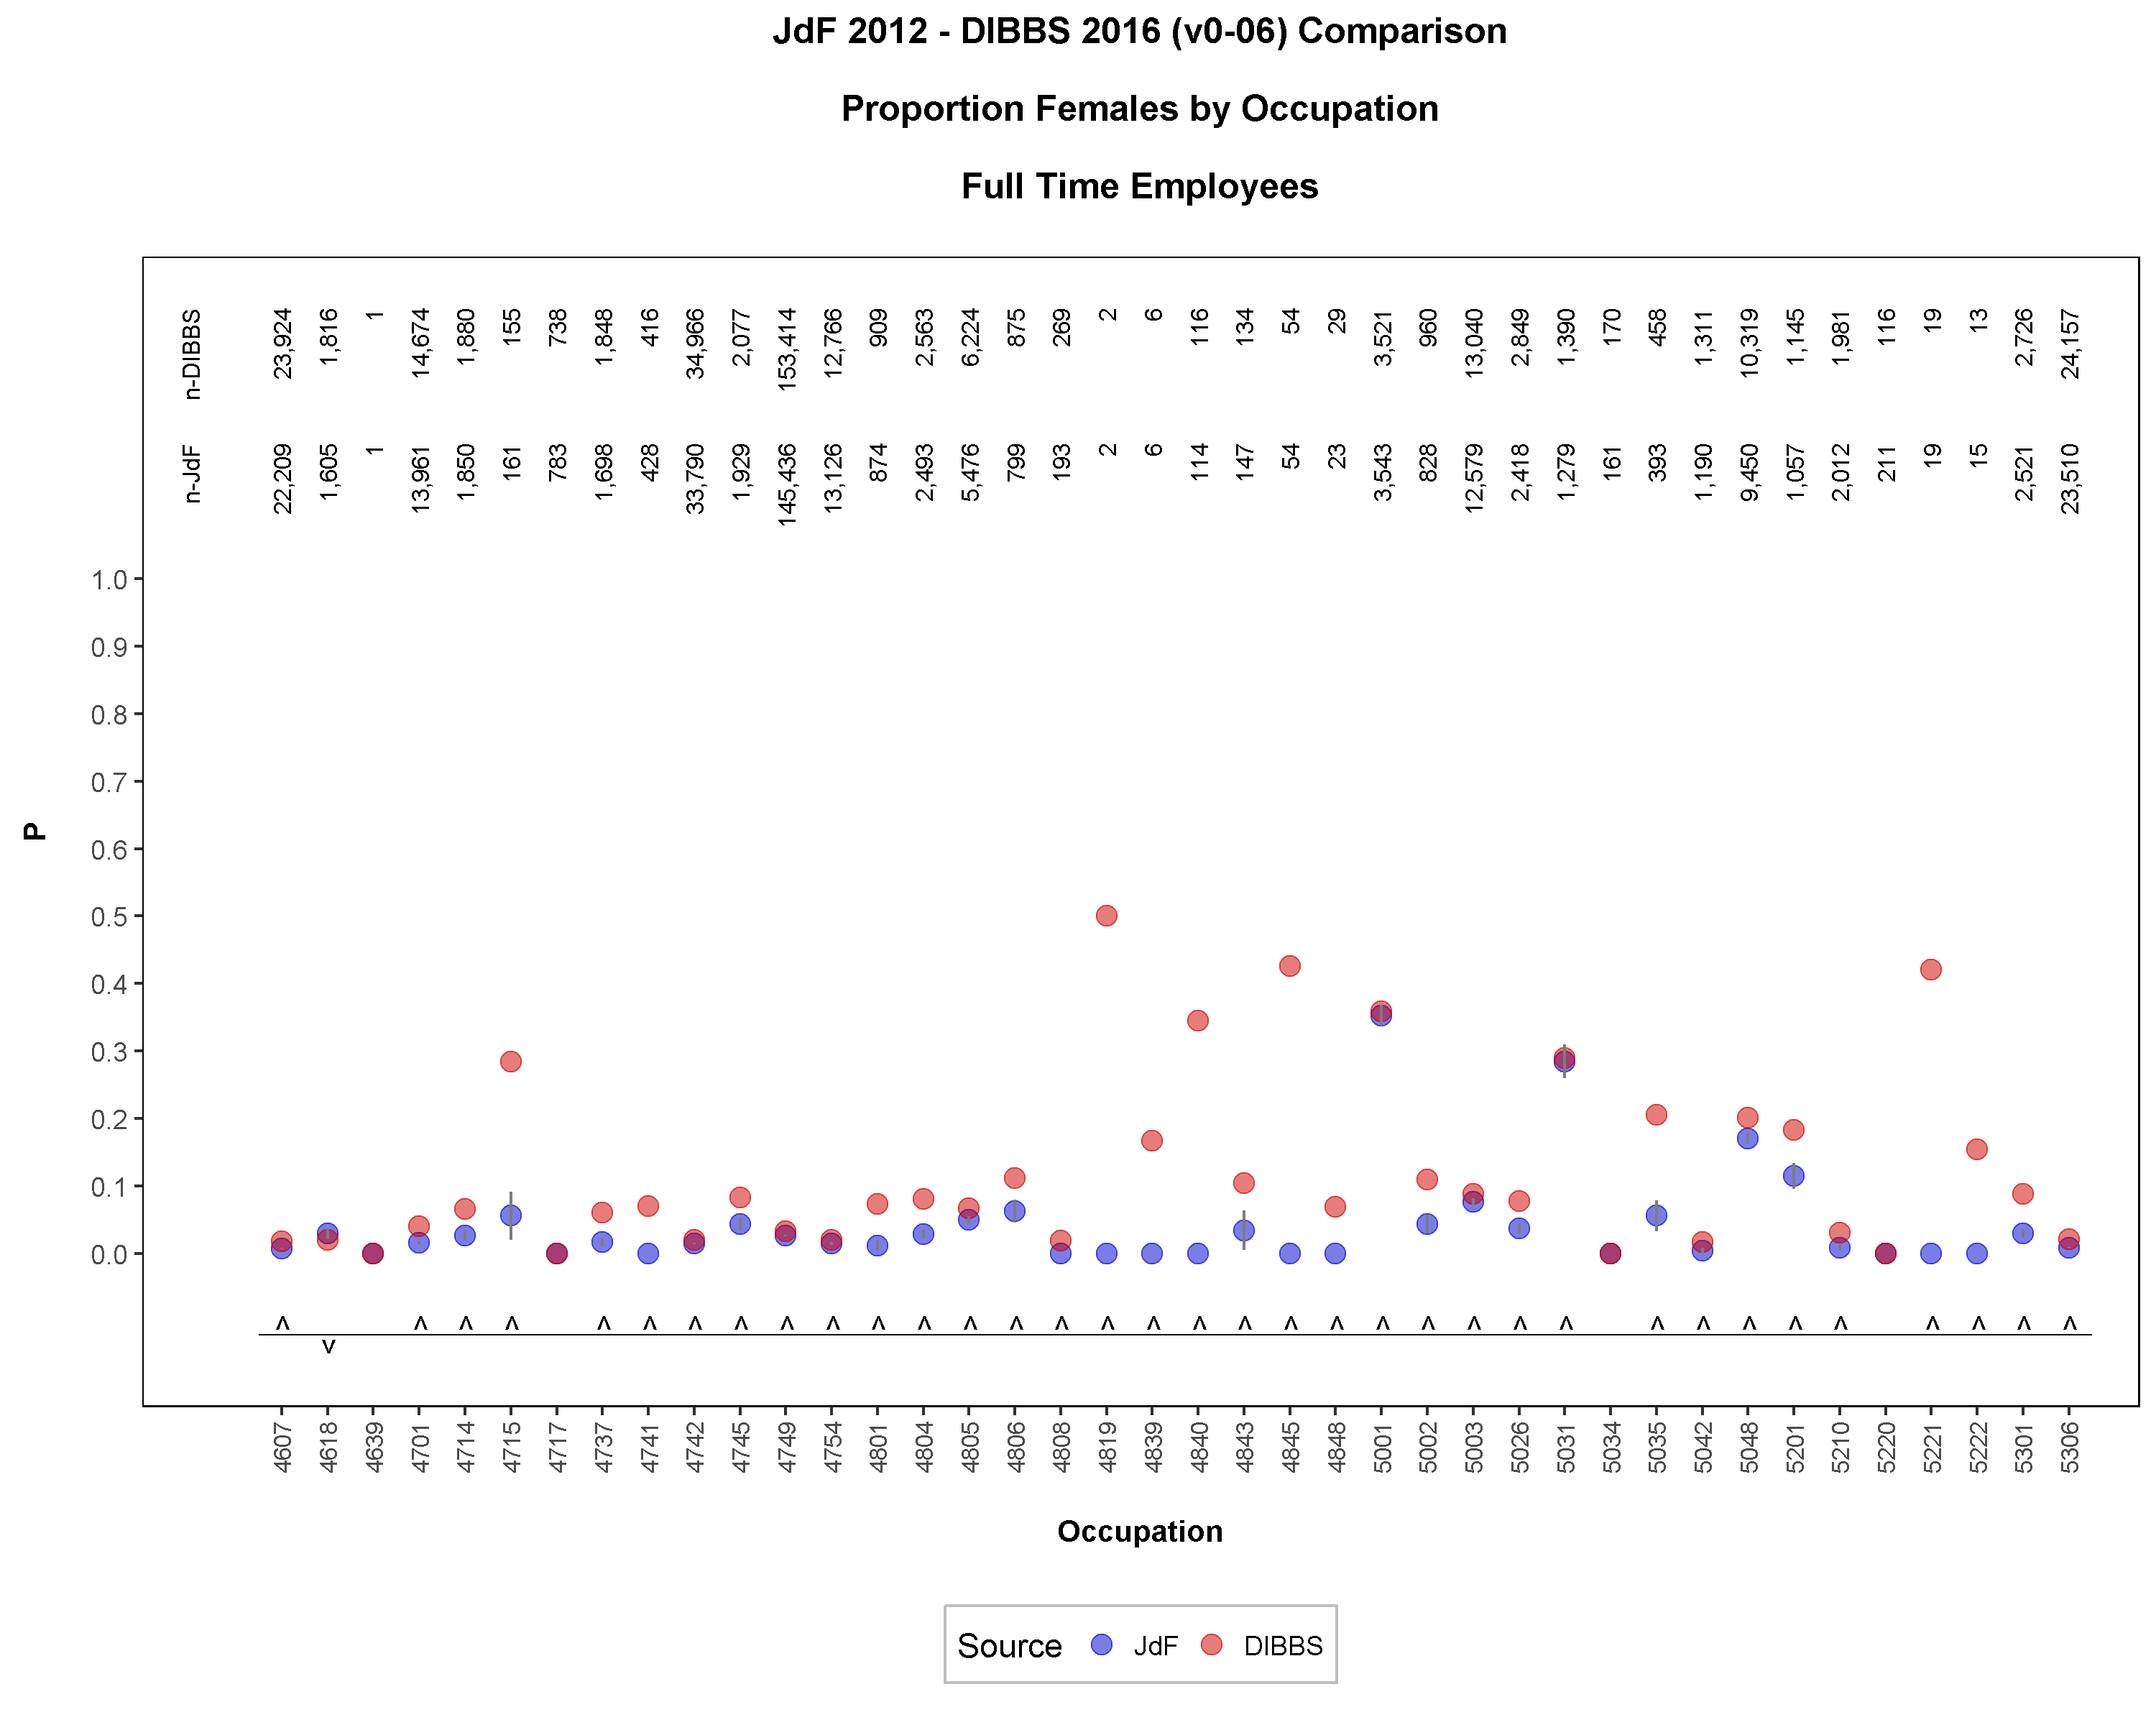 JdF 2012 - DIBBS 2016 (v0-06) Comparison
Proportion Females by Occupation
Full Time Employees
n-DIBBS 23,924 1,816 1 14,674 1,880 155 738 1,848 416 34,966 2,077 153,414 12,766 909 2,563 6,224 875 269 2 6 116 134 54 29 3,521 960 13,040 2,849 1,390 170 458 1,311 10,319 1,145 1,981 116 19 13 2,726 24,157
n-JdF 22,209 1,605 1 13,961 1,850 161 783 1,698 428 33,790 1,929 145,436 13,126 874 2,493 5,476 799 193 2 6 114 147 54 23 3,543 828 12,579 2,418 1,279 161 393 1,190 9,450 1,057 2,012 211 19 15 2,521 23,510
1.0
0.9
0.8
0.7
P
0.6
0.5
0.4
0.3
0.2
0.1
0.0
^ ^ ^ ^ ^ ^ ^ ^ ^ ^ ^ ^ ^ ^ ^ ^ ^ ^ ^ ^ ^ ^ ^ ^ ^ ^ ^ ^ ^ ^ ^ ^ ^ ^
v
4607 4618 4639 4701 4714 4715 4717 4737 4741 4742 4745 4749 4754 4801 4804 4805 4806 4808 4819 4839 4840 4843 4845 4848 5001 5002 5003 5026 5031 5034 5035 5042 5048 5201 5210 5220 5221 5222 5301 5306
Occupation
Source JdF DIBBS